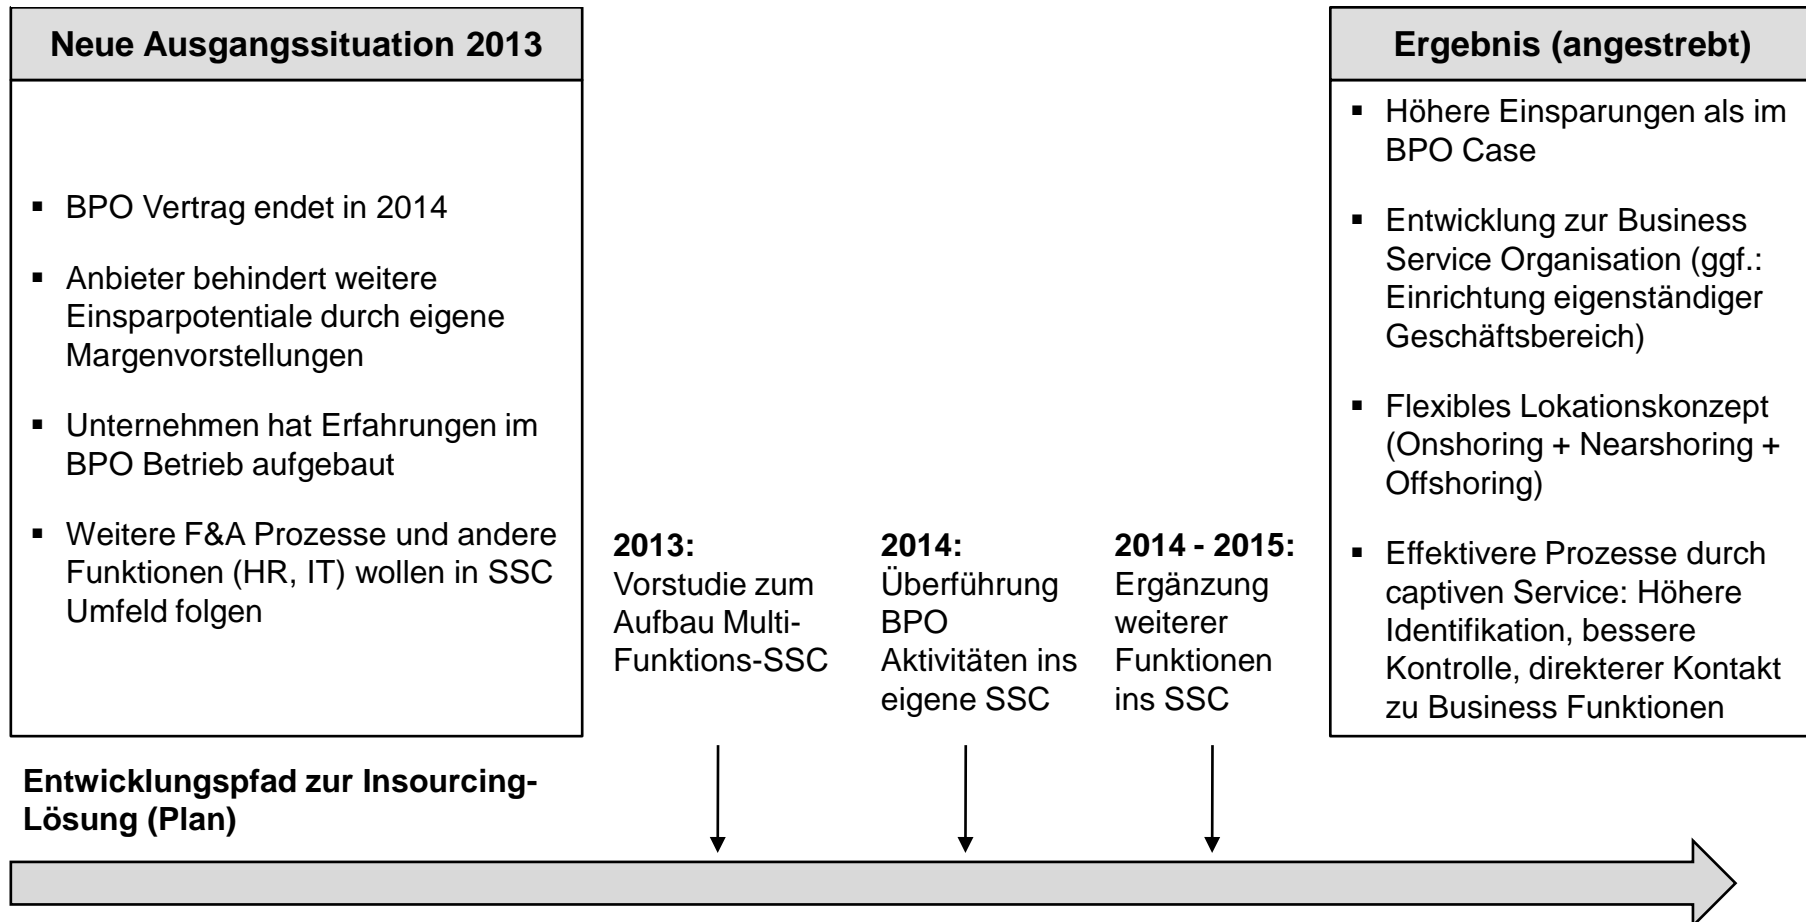 Neue Ausgangssituation 2013
▪ BPO Vertrag endet in 2014
▪ Anbieter behindert weitere
Einsparpotentiale durch eigene
Margenvorstellungen
▪ Unternehmen hat Erfahrungen im
BPO Betrieb aufgebaut
▪ Weitere F&A Prozesse und andere
Funktionen (HR, IT) wollen in SSC
Umfeld folgen
2013:
Vorstudie zum
Aufbau Multi-
Funktions-SSC
2014:
Überführung
BPO
Aktivitäten ins
eigene SSC
2014 - 2015:
Ergänzung
weiterer
Funktionen
ins SSC
Ergebnis (angestrebt)
▪ Höhere Einsparungen als im
BPO Case
▪ Entwicklung zur Business
Service Organisation (ggf.:
Einrichtung eigenständiger
Geschäftsbereich)
▪ Flexibles Lokationskonzept
(Onshoring + Nearshoring +
Offshoring)
▪ Effektivere Prozesse durch
captiven Service: Höhere
Identifikation, bessere
Kontrolle, direkterer Kontakt
zu Business Funktionen
Entwicklungspfad zur Insourcing-
Lösung (Plan)